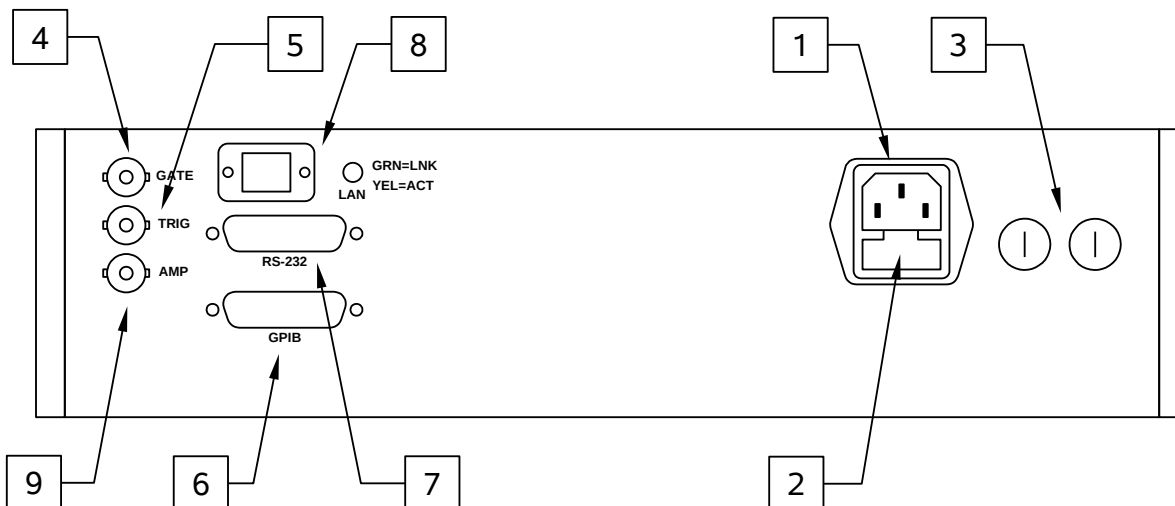 4
5
8
1
3
GATE
GRN=LNK
YEL=ACT
LAN
TRIG
RS-232
AMP
GPIB
9
6
7
2